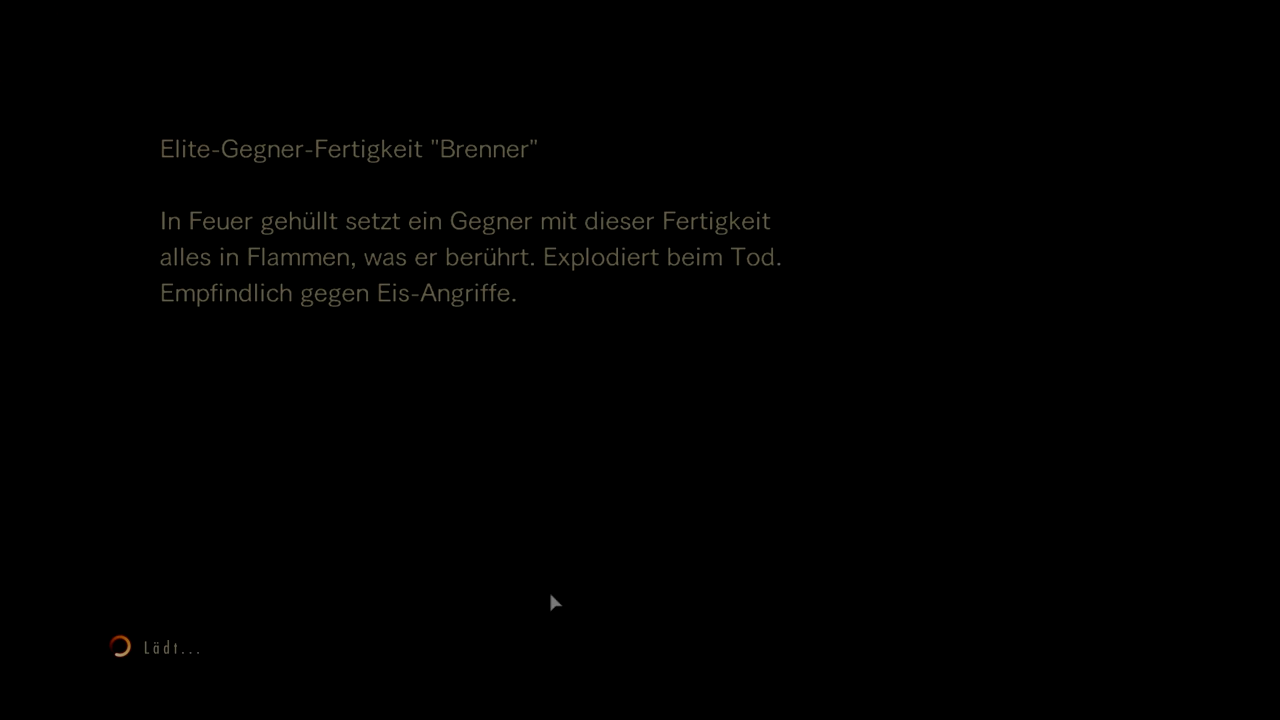 Elite-Gegner-Fertigkeit "Brenner"
In Feuer gehüllt setzt ein Gegner mit dieser Fertigkeit
alles in Flammen, was er berührt. Explodiert beim Tod.
Empfindlich gegen Eis-Angriffe.
Lädt...